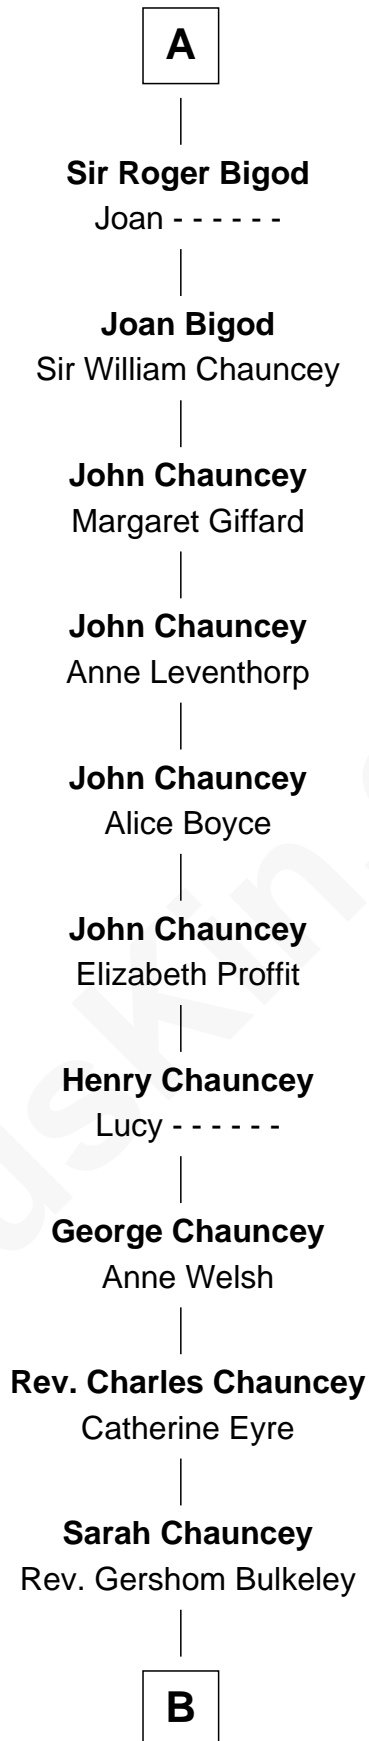 A
Sir Roger Bigod
Joan - - - - - -
Joan Bigod
Sir William Chauncey
John Chauncey
Margaret Giffard
John Chauncey
Anne Leventhorp
John Chauncey
Alice Boyce
John Chauncey
Elizabeth Proffit
Henry Chauncey
Lucy - - - - - -
George Chauncey
Anne Welsh
Rev. Charles Chauncey
Catherine Eyre
Sarah Chauncey
Rev. Gershom Bulkeley
B